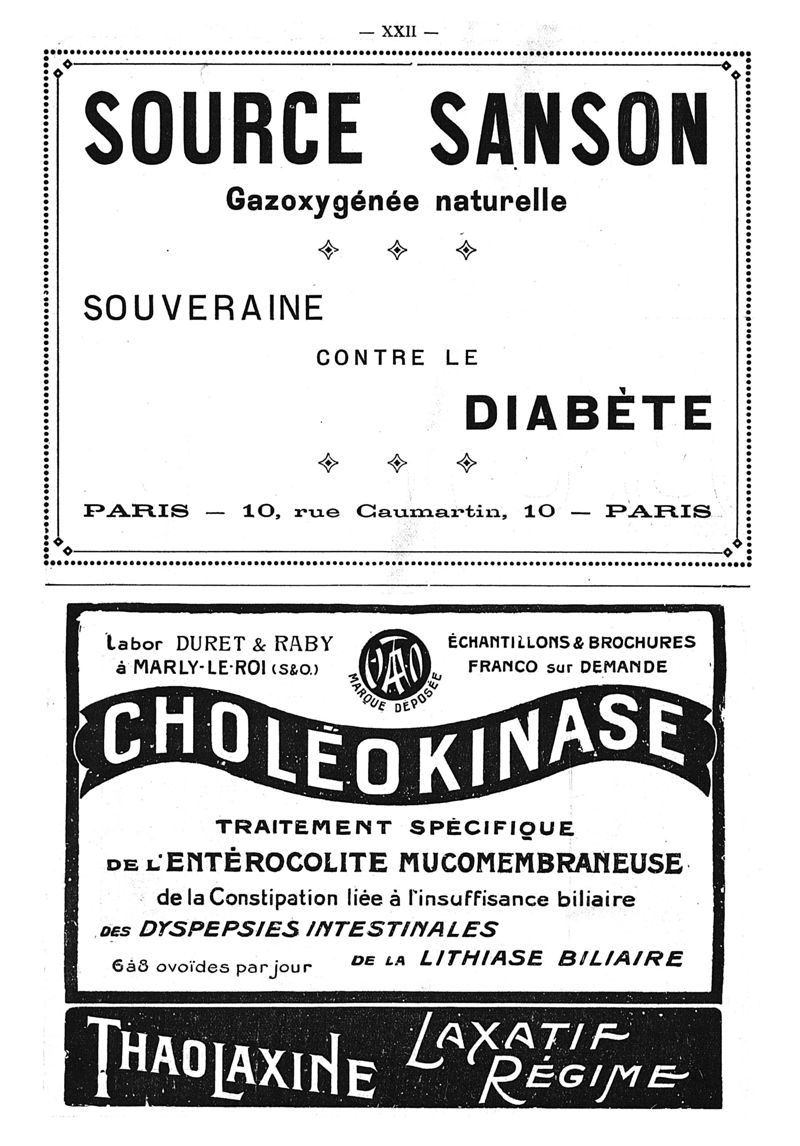 — XXII —
SOURCE SANSON
Gazoxygénée naturelle
SOUVERAINE
CONTRE LE
DIABÈTE
PARIS — 10, rue Caumartin, 10 — PARIS
Labor DURET & RABY
à MARLY-LE-ROI (S&O.)
MARQUE DÉPOSÉE
ÉCHANTILLONS & BROCHURES
FRANCO sur DEMANDE
CHOLÉOKINASE
TRAITEMENT SPÉCIFIQUE
DE L'ENTÉROCOLITE MUCOMEMBRANEUSE
de la Constipation liée à l'insuffisance biliaire
DES DYSPEPSIES INTESTINALES
DE LA LITHIASE BILIAIRE
6 à 8 ovoïdes par jour
THAOLAXINE
LAXATIF
RÉGIME